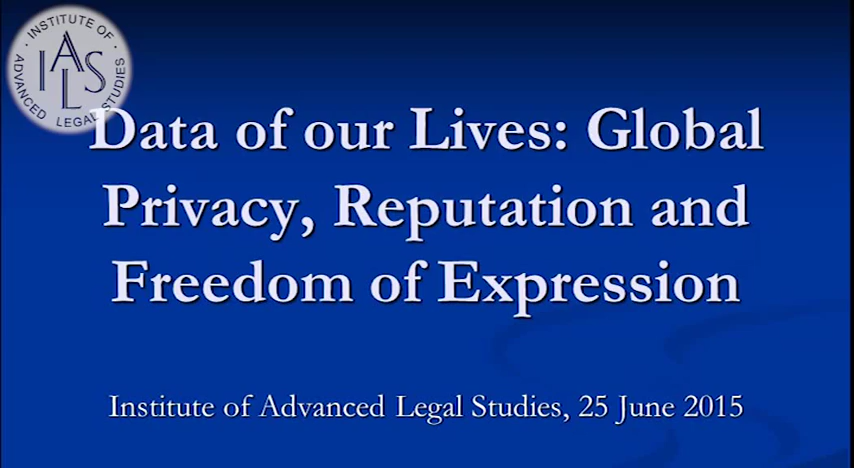 INSTITUTE OF
ADVANCED LEGAL STUDIES
IALS
Data of our Lives: Global
Privacy, Reputation and
Freedom of Expression
Institute of Advanced Legal Studies, 25 June 2015